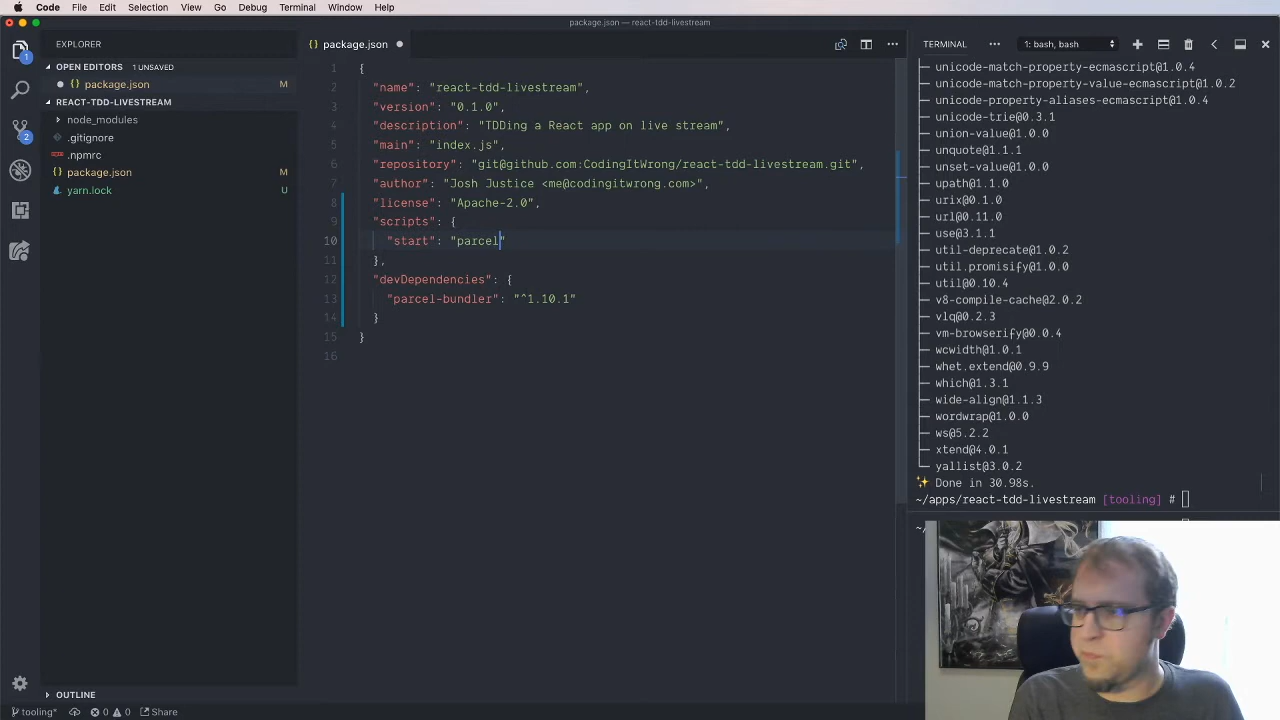 Code File Edit Selection View Go Debug Terminal Window Help
package.json — react-tdd-livestream
EXPLORER
OPEN EDITORS 1 UNSAVED
package.json M
REACT-TDD-LIVESTREAM
node_modules
.gitignore
.npmrc
package.json M
yarn.lock U
OUTLINE
1
2
2
{} package.json
1 {
2 "name": "react-tdd-livestream",
3 "version": "0.1.0",
4 "description": "TDDing a React app on live stream",
5 "main": "index.js",
6 "repository": "git@github.com:CodingItWrong/react-tdd-livestream.git",
7 "author": "Josh Justice <me@codingitwrong.com>",
8 "license": "Apache-2.0",
9 "scripts": {
10 "start": "parcel"
11 },
12 "devDependencies": {
13 "parcel-bundler": "^1.10.1"
14 }
15 }
16
TERMINAL ... 1: bash, bash
├─ unicode-match-property-ecmascript@1.0.4
├─ unicode-match-property-value-ecmascript@1.0.2
├─ unicode-property-aliases-ecmascript@1.0.4
├─ unicode-trie@0.3.1
├─ union-value@1.0.0
├─ unquote@1.1.1
├─ unset-value@1.0.0
├─ upath@1.1.0
├─ urix@0.1.0
├─ url@0.11.0
├─ use@3.1.1
├─ util-deprecate@1.0.2
├─ util.promisify@1.0.0
├─ util@0.10.4
├─ v8-compile-cache@2.0.2
├─ vlq@0.2.3
├─ vm-browserify@0.0.4
├─ wcwidth@1.0.1
├─ whet.extend@0.9.9
├─ which@1.3.1
├─ wide-align@1.1.3
├─ wordwrap@1.0.0
├─ ws@5.2.2
├─ xtend@4.0.1
└─ yallist@3.0.2
✨ Done in 30.98s.
~/apps/react-tdd-livestream [tooling] #
~/
tooling* 0 0 Share